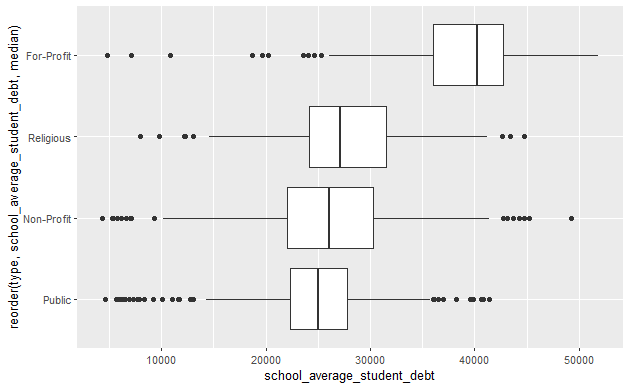 reorder(type, school_average_student_debt, median)
For-Profit
Religious
Non-Profit
Public
10000 20000 30000 40000 50000
school_average_student_debt